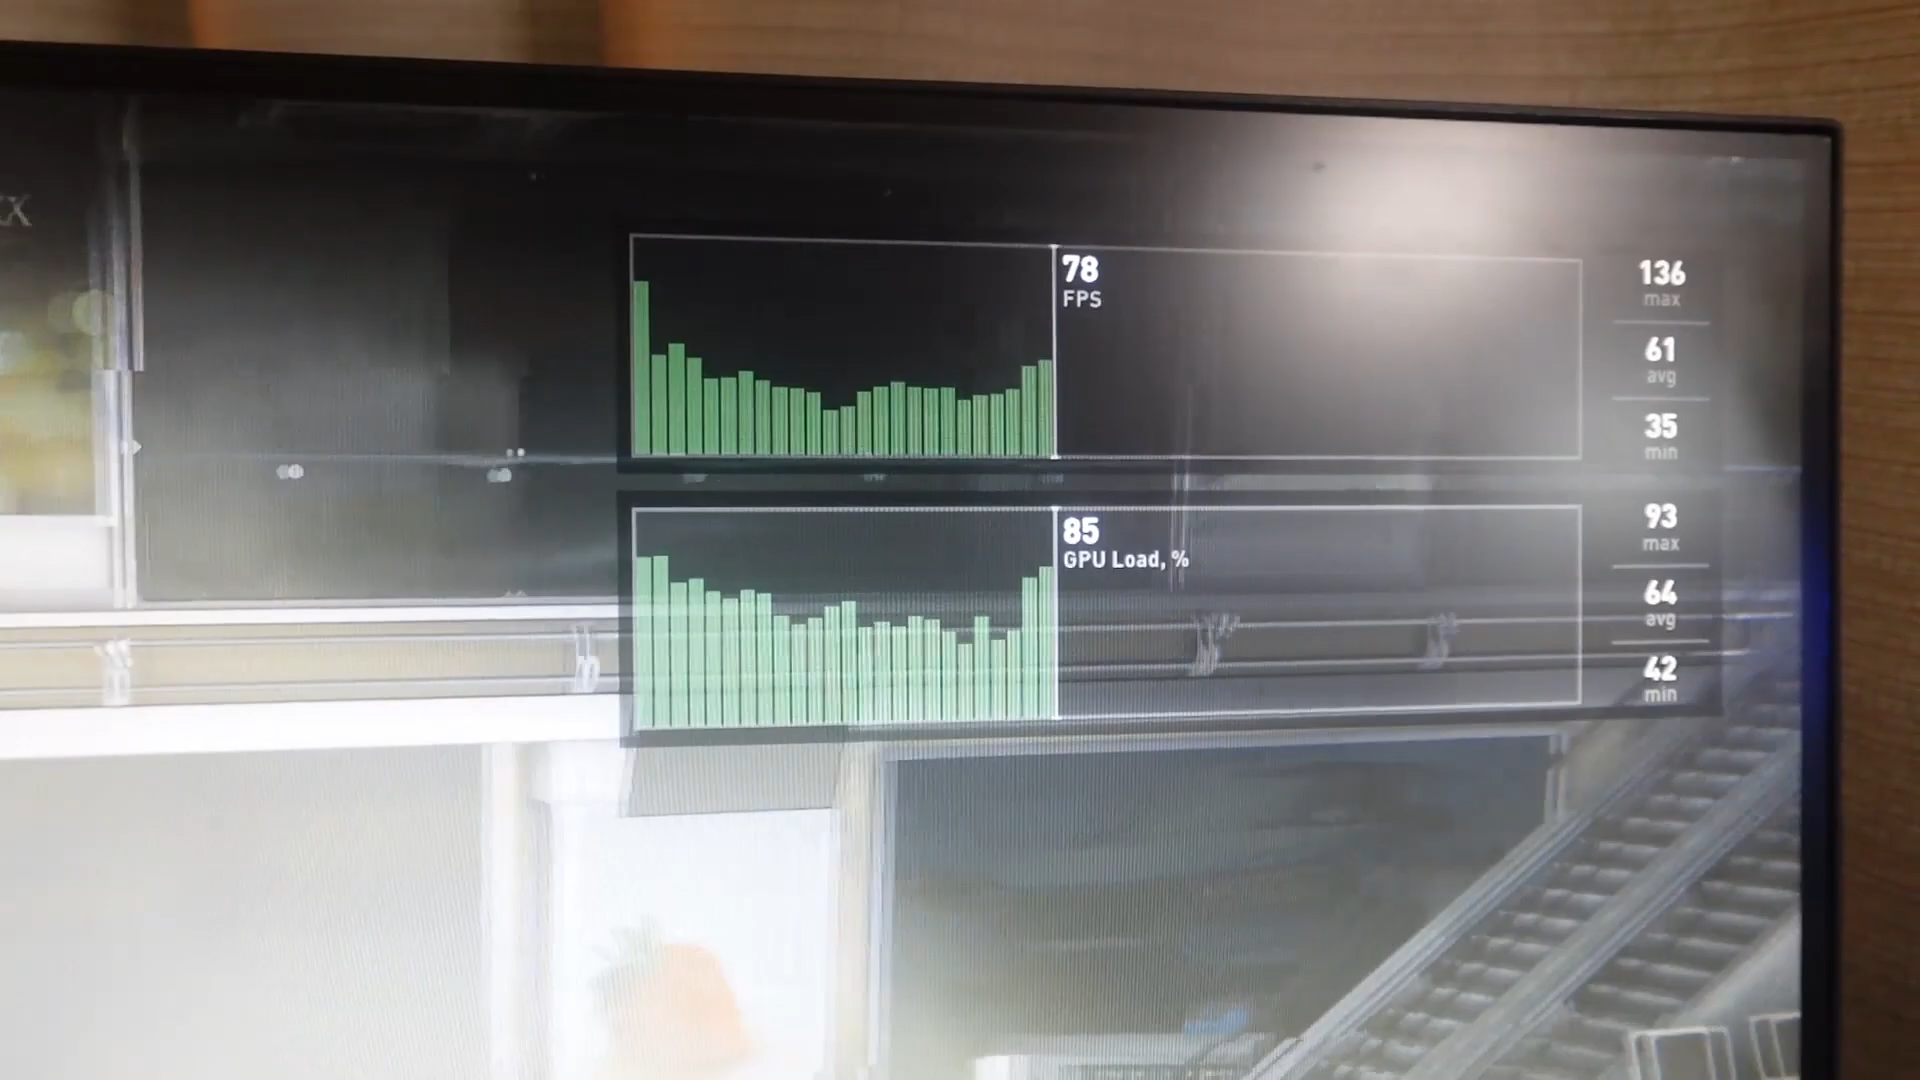 78
FPS
136
max
61
avg
35
min
85
GPU Load, %
93
max
64
avg
42
min